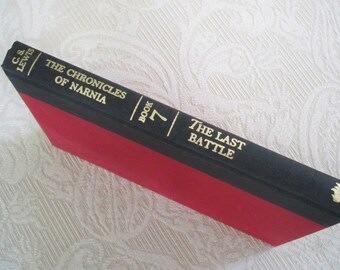 C. S.
LEWIS
THE CHRONICLES
OF NARNIA
BOOK
7
THE LAST
BATTLE